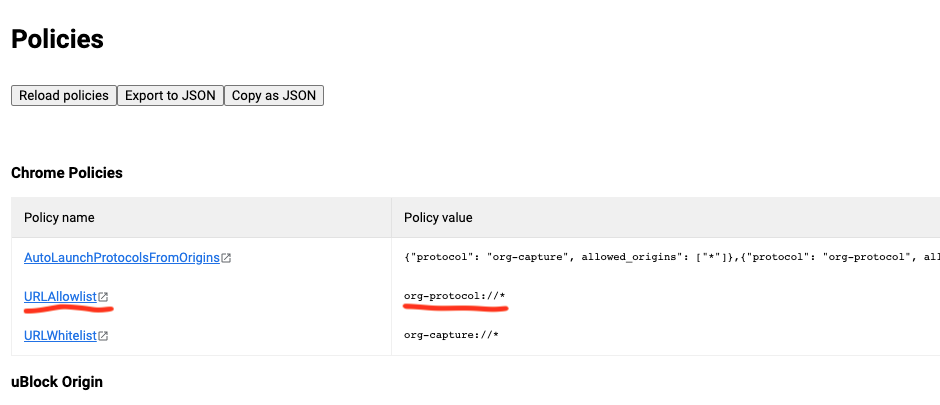 Policies
Reload policies Export to JSON Copy as JSON
Chrome Policies
Policy name Policy value
AutoLaunchProtocolsFromOrigins {"protocol": "org-capture", allowed_origins": ["*"]},{"protocol": "org-protocol", all
URLAllowlist org-protocol://*
URLWhitelist org-capture://*
uBlock Origin